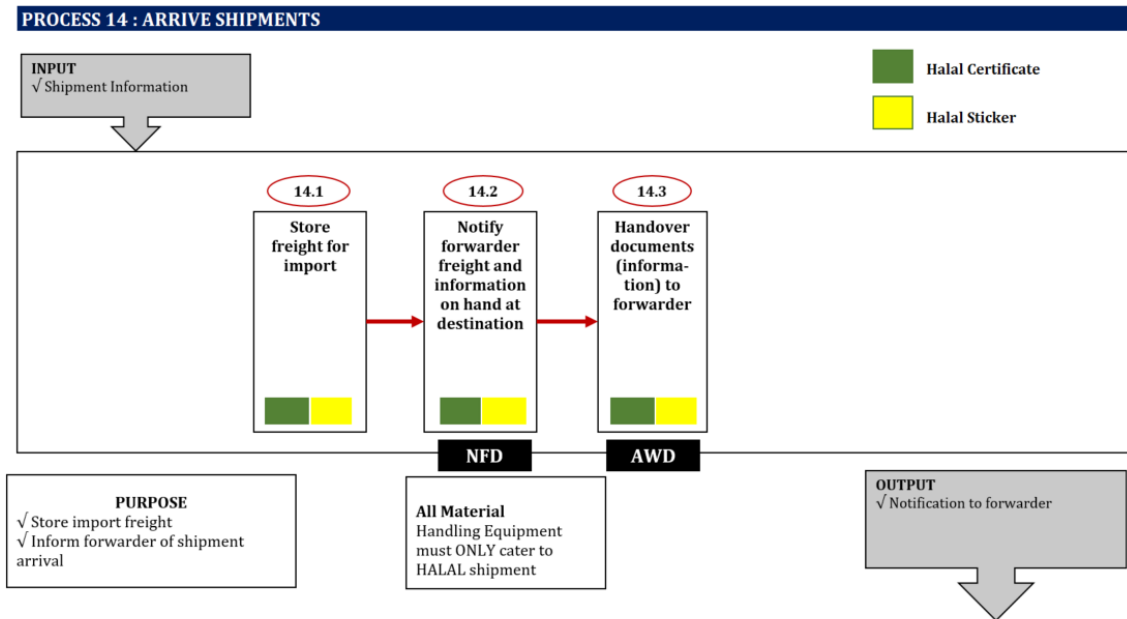 PROCESS 14 : ARRIVE SHIPMENTS
INPUT
√ Shipment Information
Halal Certificate
Halal Sticker
14.1
Store
freight for
import
14.2
Notify
forwarder
freight and
information
on hand at
destination
14.3
Handover
documents
(informa-
tion) to
forwarder
NFD
AWD
PURPOSE
√ Store import freight
√ Inform forwarder of shipment
arrival
All Material
Handling Equipment
must ONLY cater to
HALAL shipment
OUTPUT
√ Notification to forwarder